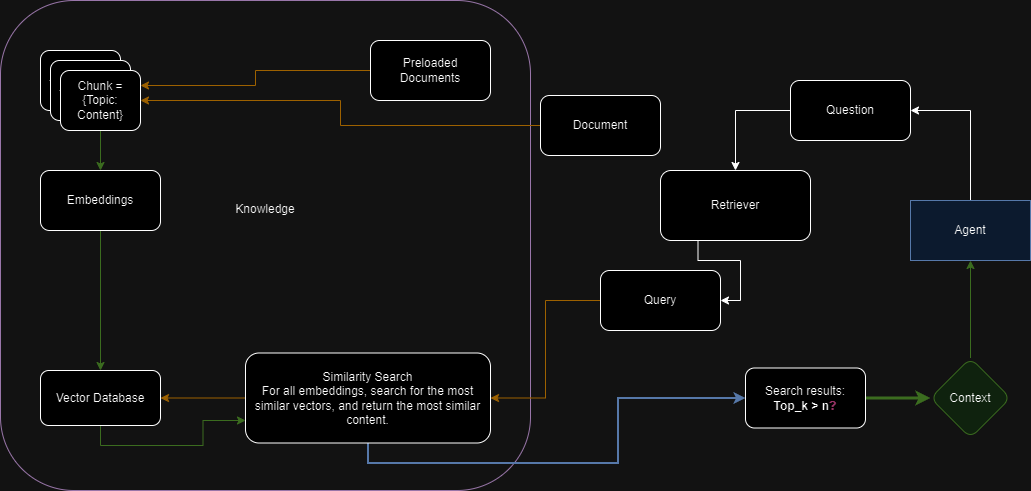 Preloaded
Documents
Chunk =
{Topic:
Content}
Document
Question
Embeddings
Knowledge
Retriever
Agent
Query
Vector Database
Similarity Search
For all embeddings, search for the most
similar vectors, and return the most similar
content.
Search results:
Top_k > n?
Context